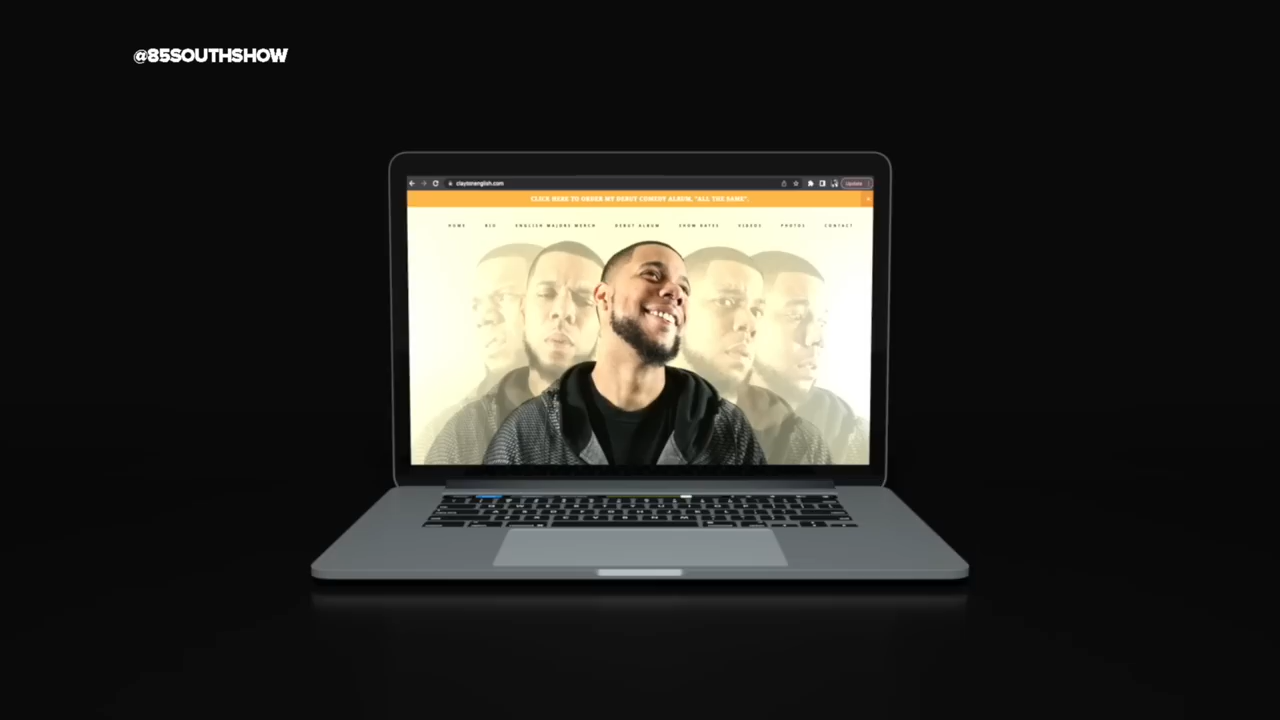 @85SOUTHSHOW
claytonenglish.com
Update
CLICK HERE TO ORDER MY DEBUT COMEDY ALBUM, "ALL THE SAME".
HOME BIO ENGLISH MAJORS MERCH DEBUT ALBUM SHOW DATES VIDEOS PHOTOS CONTACT